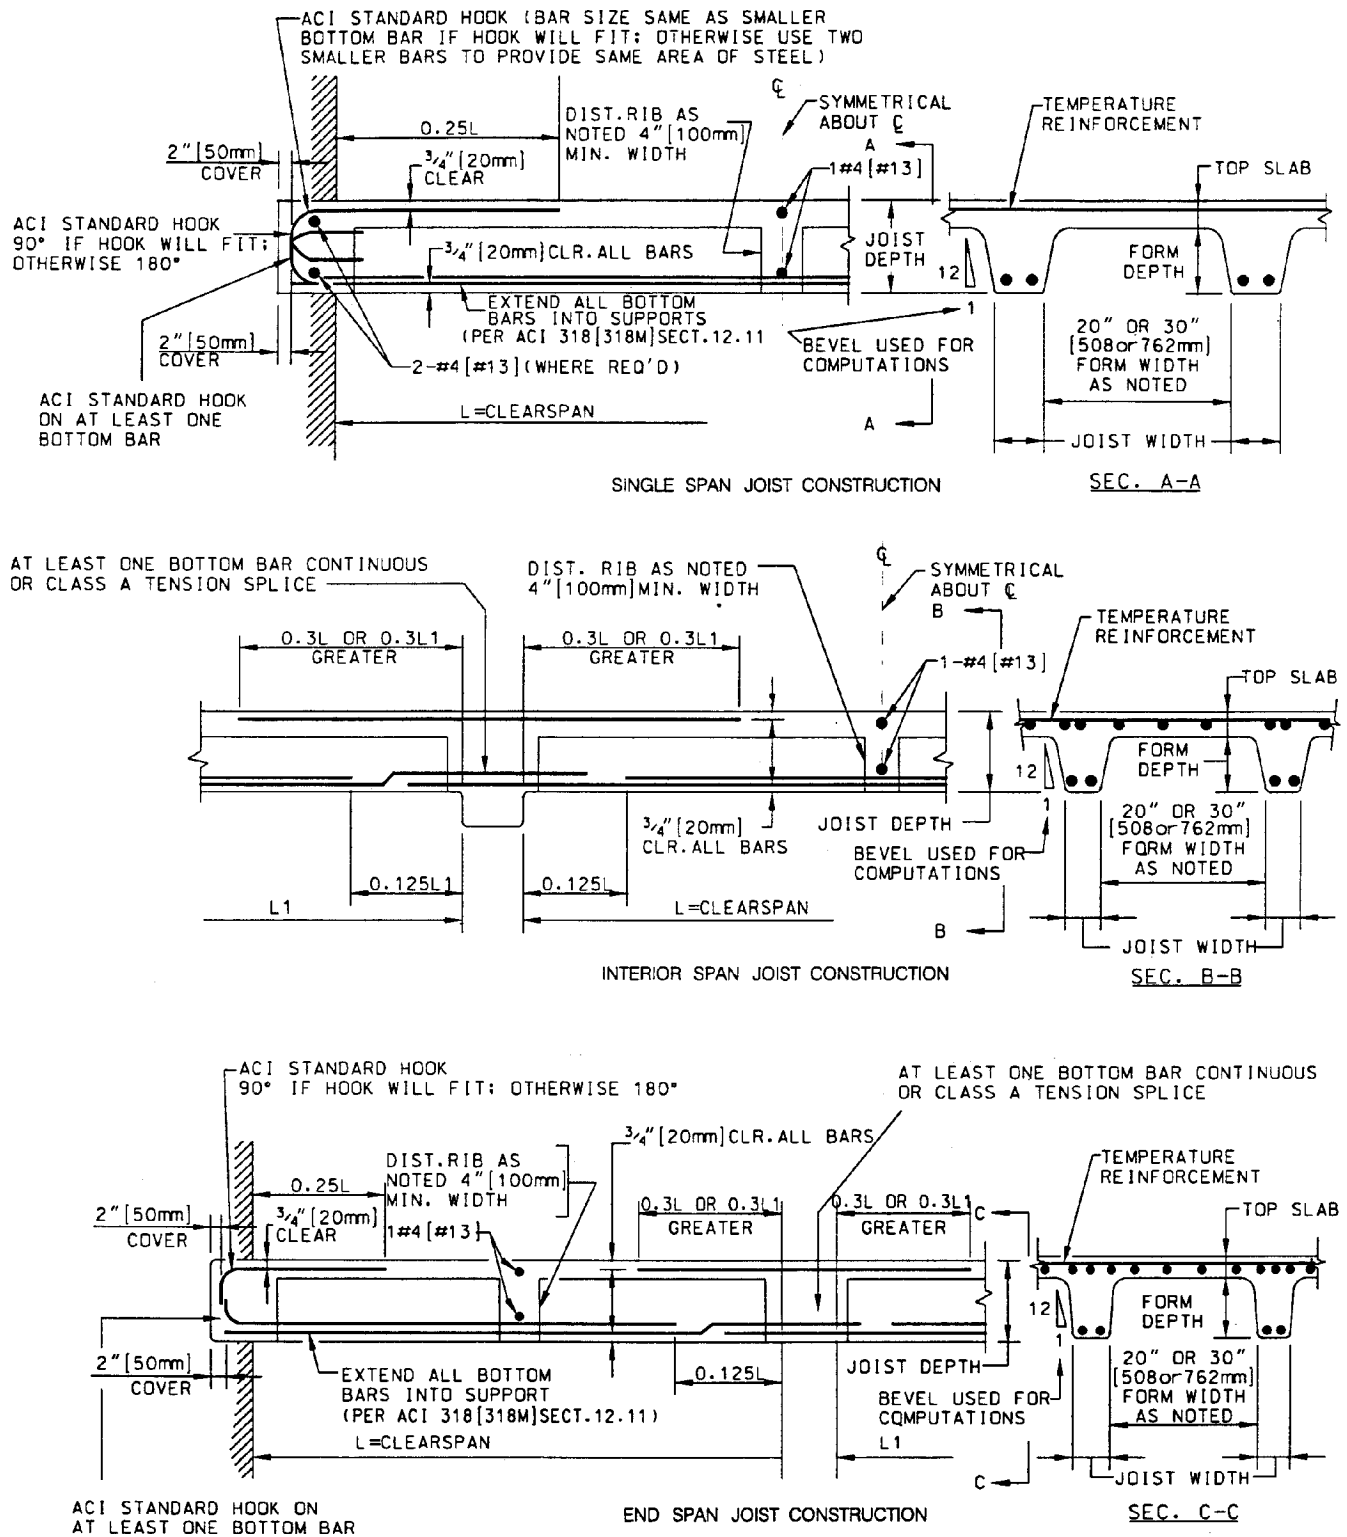 ACI STANDARD HOOK (BAR SIZE SAME AS SMALLER
BOTTOM BAR IF HOOK WILL FIT; OTHERWISE USE TWO
SMALLER BARS TO PROVIDE SAME AREA OF STEEL)
℄
SYMMETRICAL
ABOUT ℄
DIST.RIB AS
NOTED 4"[100mm]
MIN. WIDTH
0.25L
TEMPERATURE
REINFORCEMENT
2"[50mm]
COVER
3/4"[20mm]
CLEAR
A
1#4[#13]
TOP SLAB
ACI STANDARD HOOK
90° IF HOOK WILL FIT;
OTHERWISE 180°
3/4"[20mm]CLR.ALL BARS
JOIST
DEPTH
12
1
FORM
DEPTH
EXTEND ALL BOTTOM
BARS INTO SUPPORTS
(PER ACI 318[318M]SECT.12.11
2"[50mm]
COVER
2-#4[#13](WHERE REQ'D)
BEVEL USED FOR
COMPUTATIONS
20" OR 30"
[508or762mm]
FORM WIDTH
AS NOTED
ACI STANDARD HOOK
ON AT LEAST ONE
BOTTOM BAR
L=CLEARSPAN
A
JOIST WIDTH
SINGLE SPAN JOIST CONSTRUCTION
SEC. A-A
AT LEAST ONE BOTTOM BAR CONTINUOUS
OR CLASS A TENSION SPLICE
DIST. RIB AS NOTED
4"[100mm]MIN. WIDTH
℄
SYMMETRICAL
ABOUT ℄
B
TEMPERATURE
REINFORCEMENT
0.3L OR 0.3L1
GREATER
0.3L OR 0.3L1
GREATER
1-#4[#13]
TOP SLAB
12
1
FORM
DEPTH
3/4"[20mm]
CLR.ALL BARS
JOIST DEPTH
BEVEL USED FOR
COMPUTATIONS
20" OR 30"
[508or762mm]
FORM WIDTH
AS NOTED
0.125L1
0.125L
L1
L=CLEARSPAN
B
JOIST WIDTH
INTERIOR SPAN JOIST CONSTRUCTION
SEC. B-B
ACI STANDARD HOOK
90° IF HOOK WILL FIT; OTHERWISE 180°
AT LEAST ONE BOTTOM BAR CONTINUOUS
OR CLASS A TENSION SPLICE
3/4"[20mm]CLR.ALL BARS
DIST.RIB AS
NOTED 4"[100mm]
MIN. WIDTH
TEMPERATURE
REINFORCEMENT
0.25L
0.3L OR 0.3L1
GREATER
0.3L OR 0.3L1
GREATER
C
2"[50mm]
COVER
3/4"[20mm]
CLEAR
1#4[#13]
TOP SLAB
12
1
FORM
DEPTH
2"[50mm]
COVER
EXTEND ALL BOTTOM
BARS INTO SUPPORT
(PER ACI 318[318M]SECT.12.11)
0.125L
JOIST DEPTH
BEVEL USED FOR
COMPUTATIONS
20" OR 30"
[508or762mm]
FORM WIDTH
AS NOTED
L=CLEARSPAN
L1
C
JOIST WIDTH
ACI STANDARD HOOK ON
AT LEAST ONE BOTTOM BAR
END SPAN JOIST CONSTRUCTION
SEC. C-C